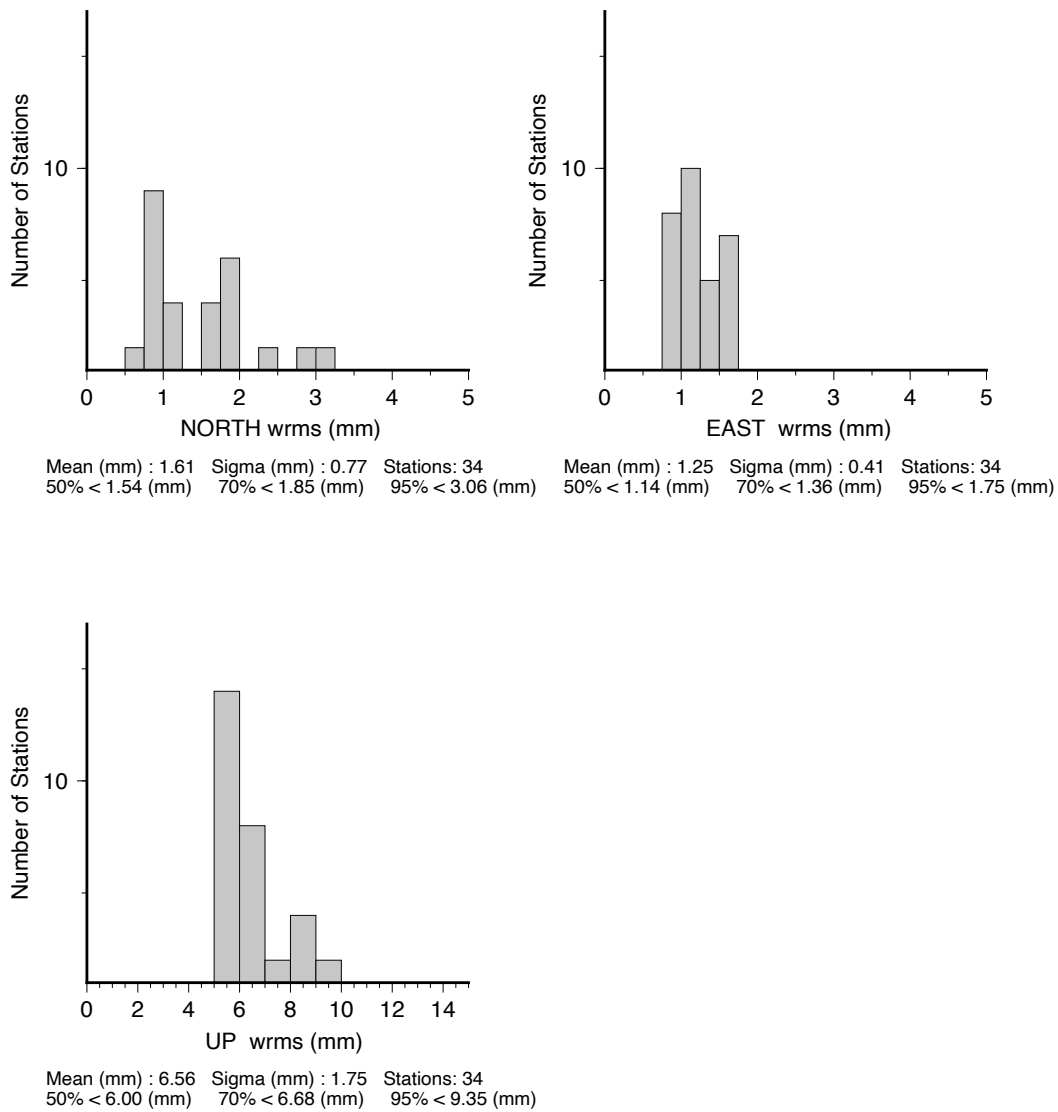 Number of Stations
10
0 1 2 3 4 5
NORTH wrms (mm)
Mean (mm) : 1.61 Sigma (mm) : 0.77 Stations: 34
50% < 1.54 (mm) 70% < 1.85 (mm) 95% < 3.06 (mm)
Number of Stations
10
0 1 2 3 4 5
EAST wrms (mm)
Mean (mm) : 1.25 Sigma (mm) : 0.41 Stations: 34
50% < 1.14 (mm) 70% < 1.36 (mm) 95% < 1.75 (mm)
Number of Stations
10
0 2 4 6 8 10 12 14
UP wrms (mm)
Mean (mm) : 6.56 Sigma (mm) : 1.75 Stations: 34
50% < 6.00 (mm) 70% < 6.68 (mm) 95% < 9.35 (mm)